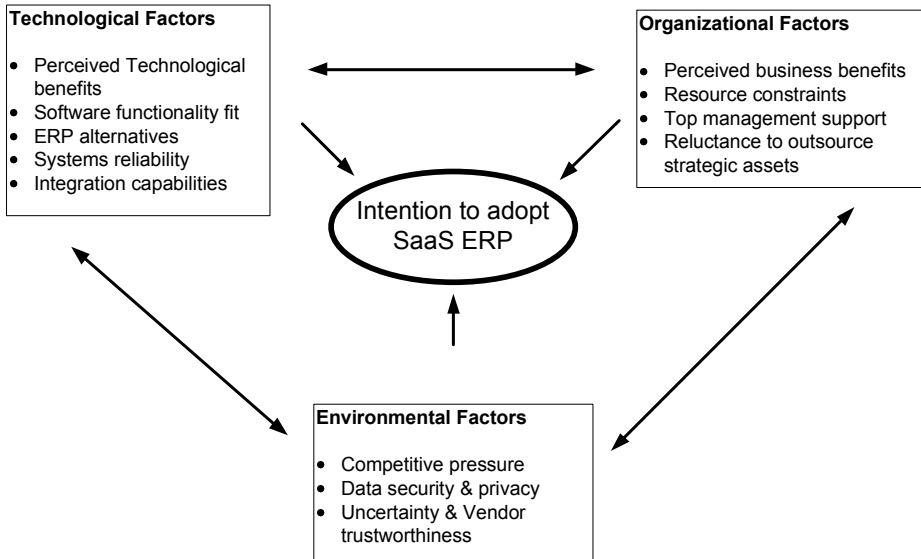 Technological Factors
• Perceived Technological
benefits
• Software functionality fit
• ERP alternatives
• Systems reliability
• Integration capabilities
Organizational Factors
• Perceived business benefits
• Resource constraints
• Top management support
• Reluctance to outsource
strategic assets
Intention to adopt
SaaS ERP
Environmental Factors
• Competitive pressure
• Data security & privacy
• Uncertainty & Vendor
trustworthiness